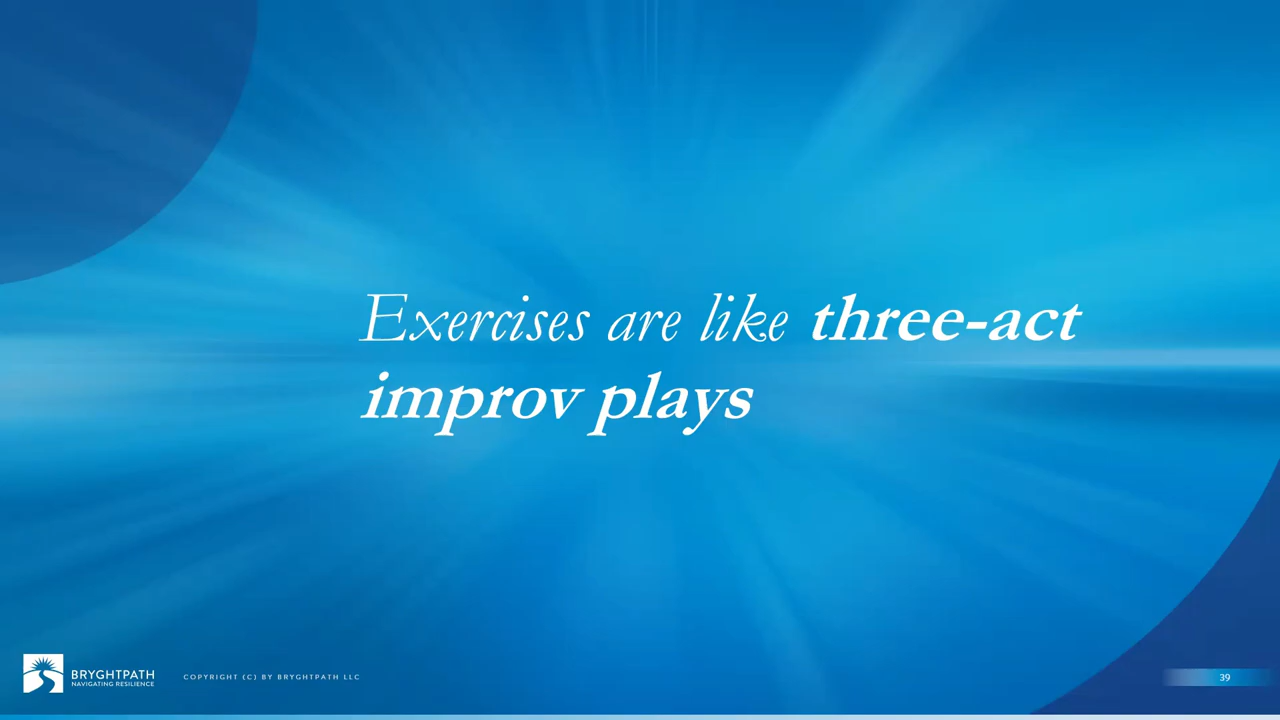 Exercises are like three-act
improv plays
BRYGHTPATH
NAVIGATING RESILIENCE
COPYRIGHT (C) BY BRYGHTPATH LLC
39